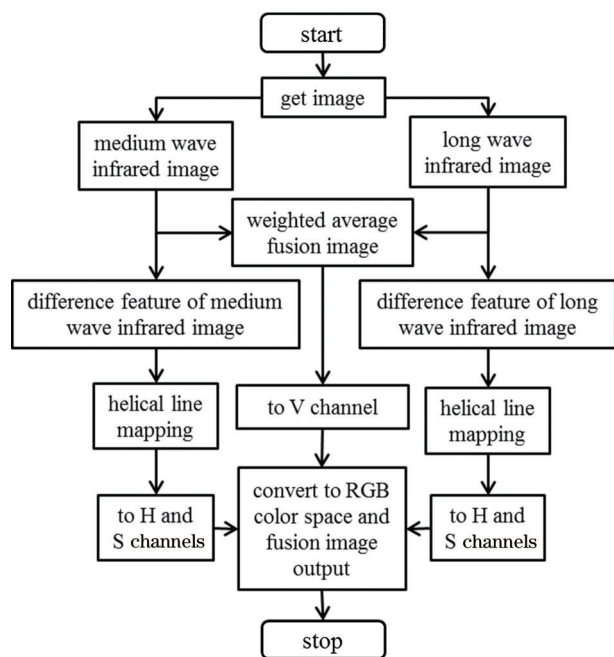 start
get image
medium wave
infrared image
long wave
infrared image
weighted average
fusion image
difference feature of medium
wave infrared image
difference feature of long
wave infrared image
helical line
mapping
to V channel
helical line
mapping
to H and
S channels
convert to RGB
color space and
fusion image
output
to H and
S channels
stop